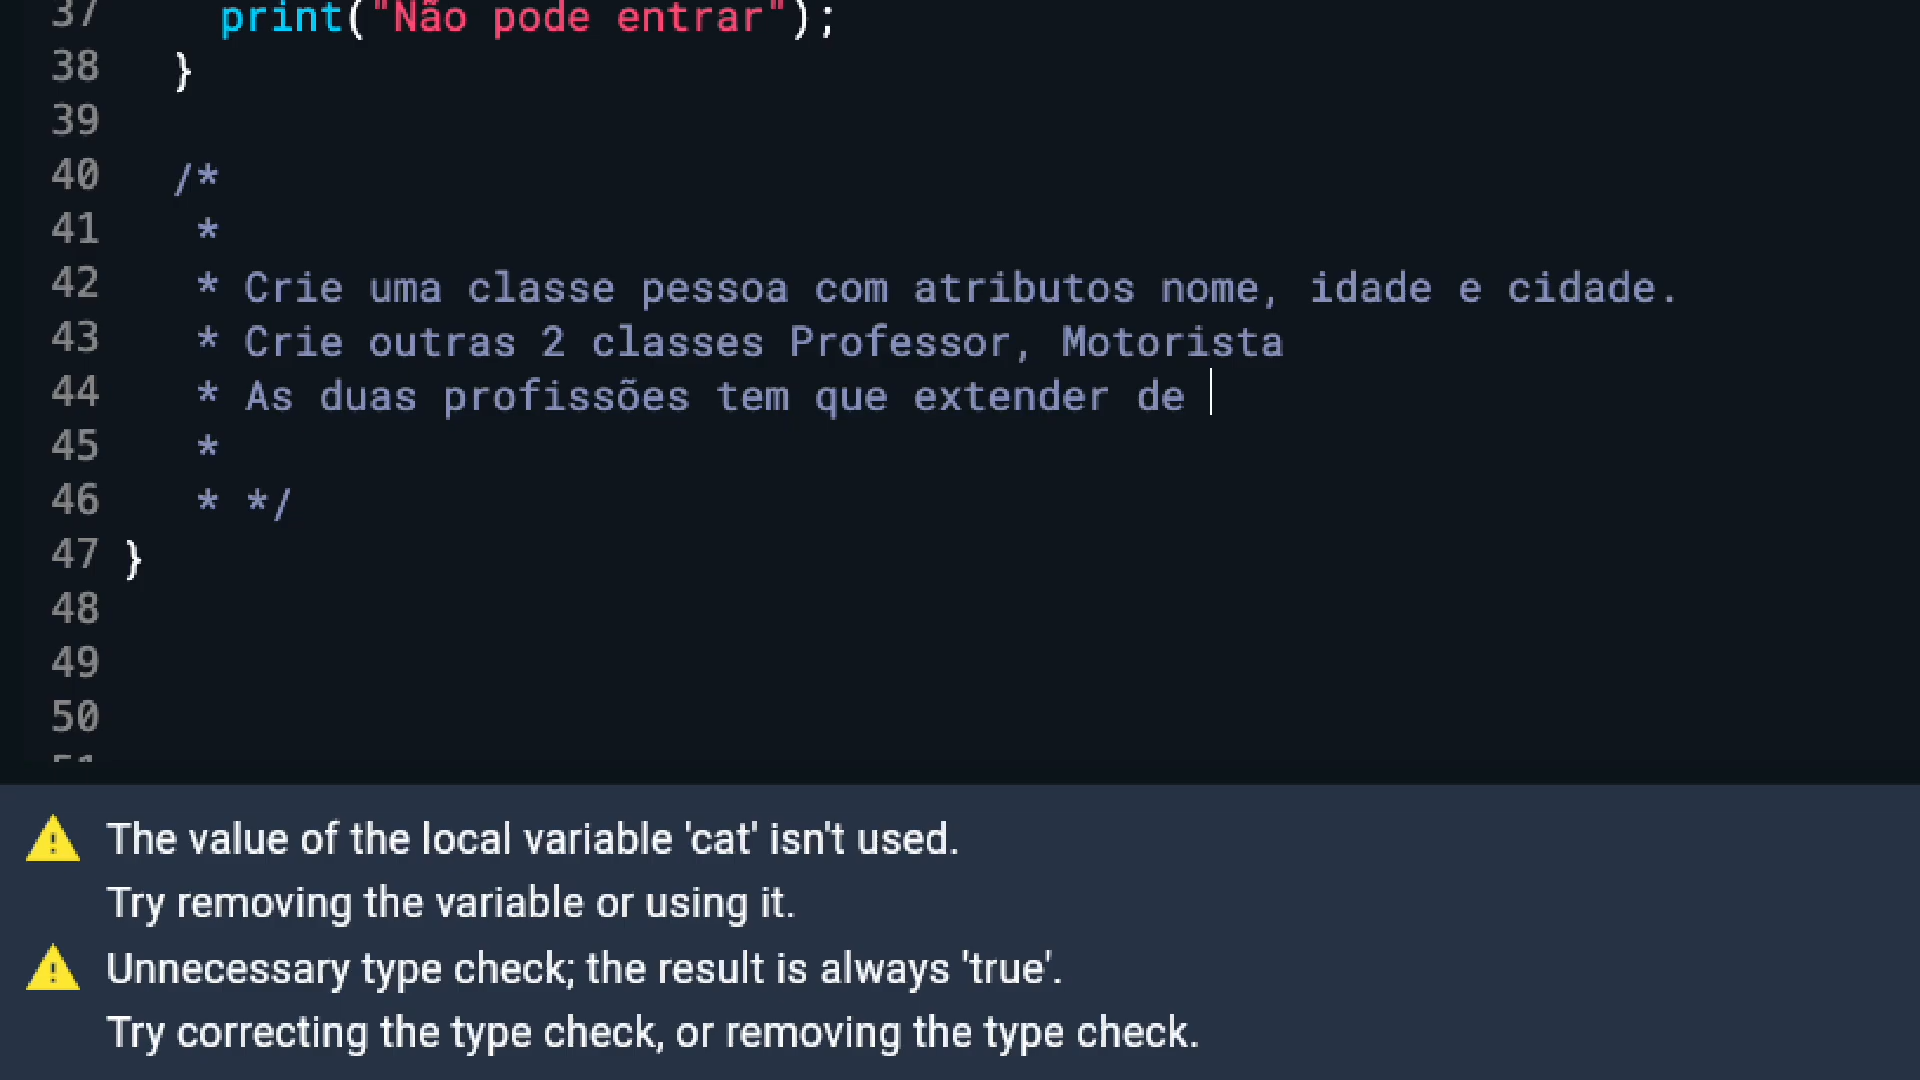 37 print("Não pode entrar");
38 }
39
40 /*
41 *
42 * Crie uma classe pessoa com atributos nome, idade e cidade.
43 * Crie outras 2 classes Professor, Motorista
44 * As duas profissões tem que extender de
45 *
46 * */
47 }
48
49
50
51
The value of the local variable 'cat' isn't used.
Try removing the variable or using it.
Unnecessary type check; the result is always 'true'.
Try correcting the type check, or removing the type check.